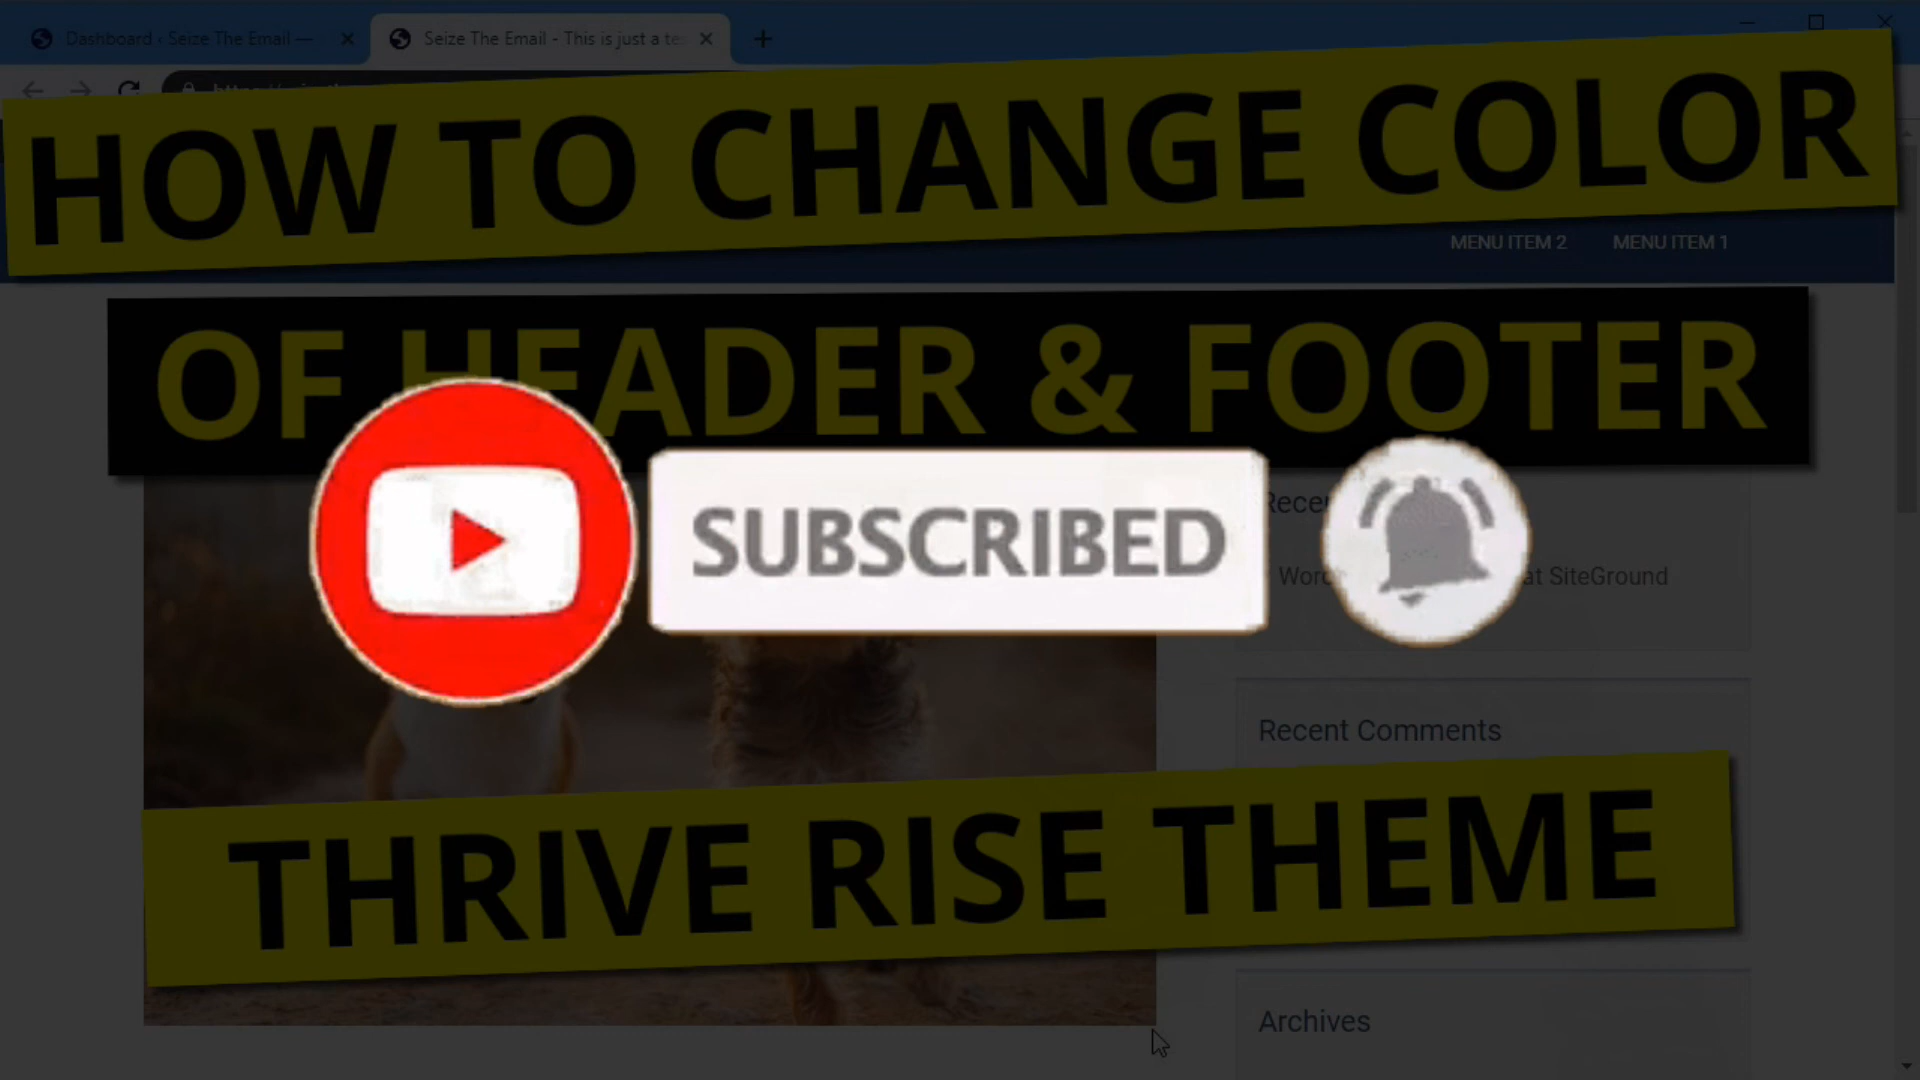 Dashboard ‹ Seize The Email —
Seize The Email - This is just a te
HOW TO CHANGE COLOR
MENU ITEM 2
MENU ITEM 1
OF HEADER & FOOTER
SUBSCRIBED
at SiteGround
Recent Comments
THRIVE RISE THEME
Archives